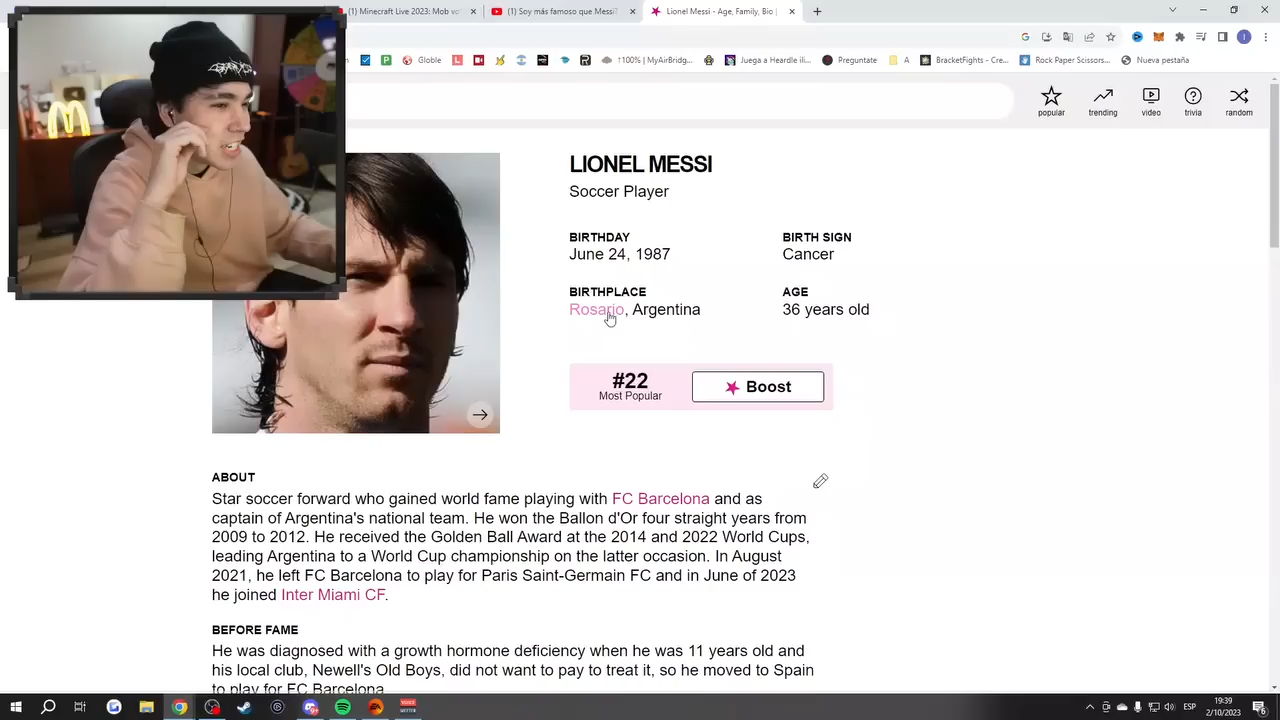 (1) Minecraft Live 2023: Mob vo
(1) Soy más famoso que Messi?
Lionel Messi - Age, Family, Bio |
Globle
↑100% | MyAirBridg...
Juega a Heardle ili...
Preguntate
A
BracketFights - Cre...
Rock Paper Scissors...
Nueva pestaña
popular
trending
video
trivia
random
LIONEL MESSI
Soccer Player
BIRTHDAY
June 24, 1987
BIRTH SIGN
Cancer
BIRTHPLACE
Rosario, Argentina
AGE
36 years old
#22
Most Popular
Boost
ABOUT
Star soccer forward who gained world fame playing with FC Barcelona and as
captain of Argentina's national team. He won the Ballon d'Or four straight years from
2009 to 2012. He received the Golden Ball Award at the 2014 and 2022 World Cups,
leading Argentina to a World Cup championship on the latter occasion. In August
2021, he left FC Barcelona to play for Paris Saint-Germain FC and in June of 2023
he joined Inter Miami CF.
BEFORE FAME
He was diagnosed with a growth hormone deficiency when he was 11 years old and
his local club, Newell's Old Boys, did not want to pay to treat it, so he moved to Spain
to play for FC Barcelona.
ESP
19:39
2/10/2023